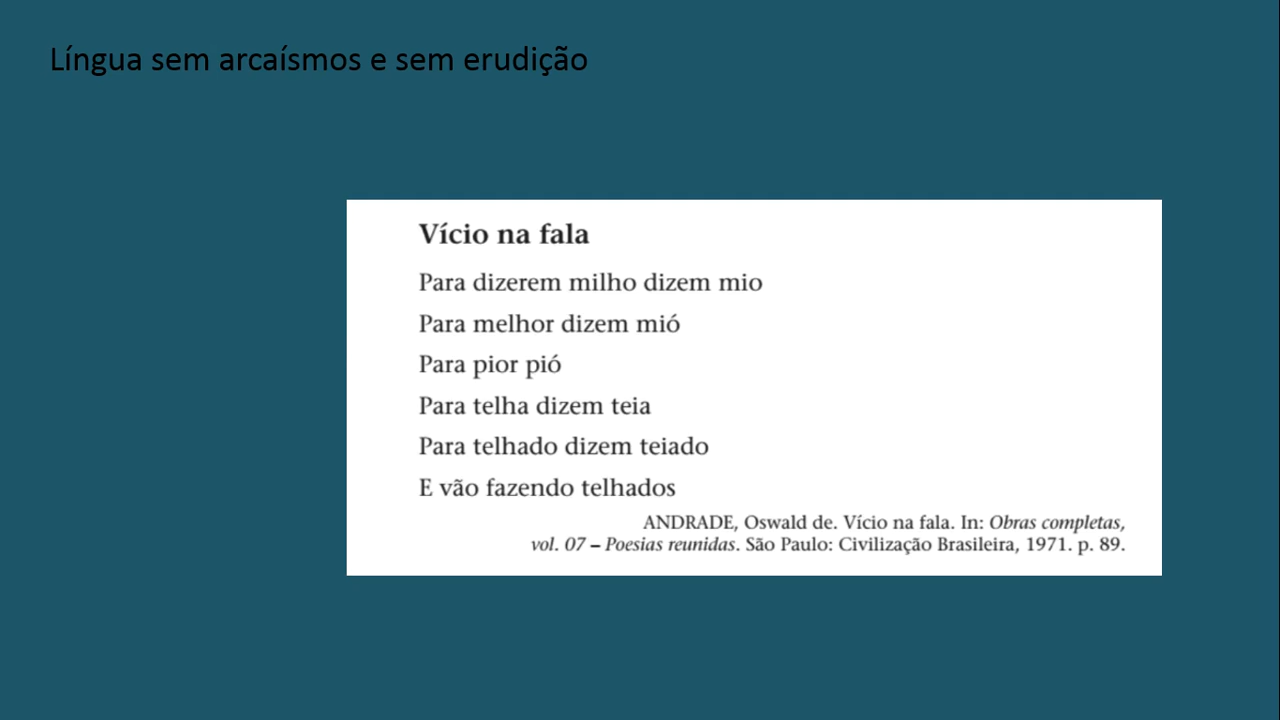 Língua sem arcaísmos e sem erudição
Vício na fala
Para dizerem milho dizem mio
Para melhor dizem mió
Para pior pió
Para telha dizem teia
Para telhado dizem teiado
E vão fazendo telhados
ANDRADE, Oswald de. Vício na fala. In: Obras completas,
vol. 07 – Poesias reunidas. São Paulo: Civilização Brasileira, 1971. p. 89.